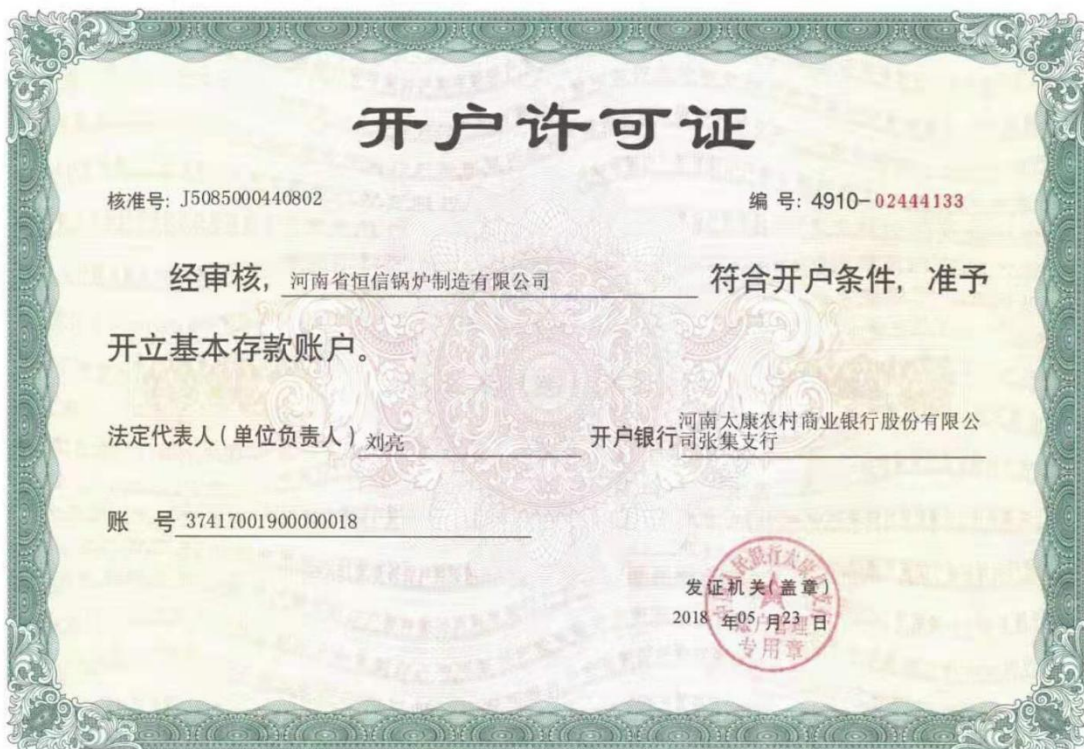 开户许可证
核准号: J5085000440802
编 号: 4910-02444133
经审核, 河南省恒信锅炉制造有限公司 符合开户条件, 准予
开立基本存款账户。
法定代表人(单位负责人) 刘亮 开户银行 河南太康农村商业银行股份有限公
司张集支行
账 号 37417001900000018
发证机关(盖章)
2018 年05 月23 日
专用章